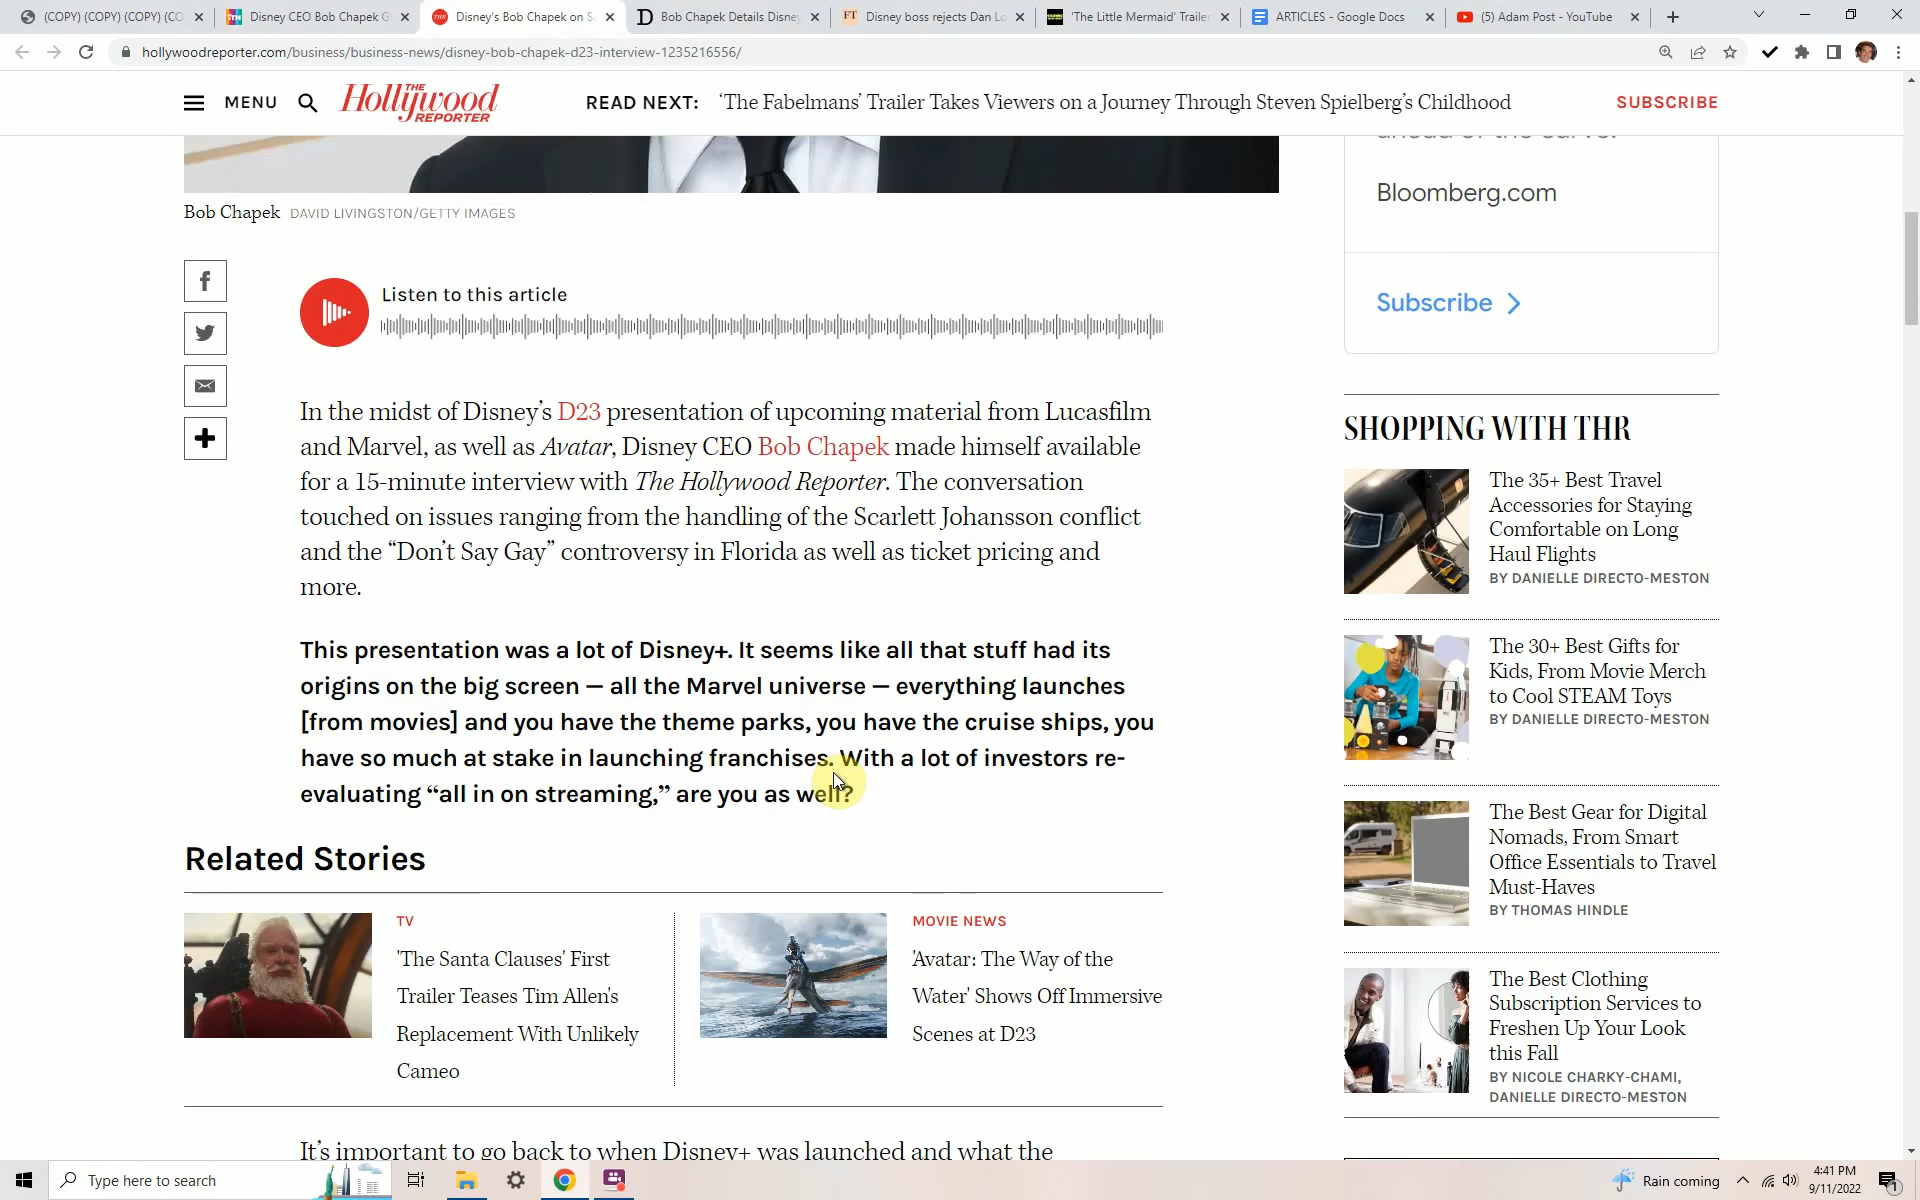 (COPY) (COPY) (COPY) (CO
Disney CEO Bob Chapek G
Disney's Bob Chapek on S
Bob Chapek Details Disney
Disney boss rejects Dan Lo
'The Little Mermaid' Trailer
ARTICLES - Google Docs
(5) Adam Post - YouTube
hollywoodreporter.com/business/business-news/disney-bob-chapek-d23-interview-1235216556/
MENU
THE Hollywood REPORTER
READ NEXT: 'The Fabelmans' Trailer Takes Viewers on a Journey Through Steven Spielberg's Childhood
SUBSCRIBE
Bob Chapek DAVID LIVINGSTON/GETTY IMAGES
Listen to this article
In the midst of Disney's D23 presentation of upcoming material from Lucasfilm
and Marvel, as well as Avatar, Disney CEO Bob Chapek made himself available
for a 15-minute interview with The Hollywood Reporter. The conversation
touched on issues ranging from the handling of the Scarlett Johansson conflict
and the “Don’t Say Gay” controversy in Florida as well as ticket pricing and
more.
This presentation was a lot of Disney+. It seems like all that stuff had its
origins on the big screen — all the Marvel universe — everything launches
[from movies] and you have the theme parks, you have the cruise ships, you
have so much at stake in launching franchises. With a lot of investors re-
evaluating “all in on streaming,” are you as well?
Related Stories
TV
'The Santa Clauses' First
Trailer Teases Tim Allen's
Replacement With Unlikely
Cameo
MOVIE NEWS
'Avatar: The Way of the
Water' Shows Off Immersive
Scenes at D23
It's important to go back to when Disney+ was launched and what the
ahead of the curve.
Bloomberg.com
Subscribe
SHOPPING WITH THR
The 35+ Best Travel
Accessories for Staying
Comfortable on Long
Haul Flights
BY DANIELLE DIRECTO-MESTON
The 30+ Best Gifts for
Kids, From Movie Merch
to Cool STEAM Toys
BY DANIELLE DIRECTO-MESTON
The Best Gear for Digital
Nomads, From Smart
Office Essentials to Travel
Must-Haves
BY THOMAS HINDLE
The Best Clothing
Subscription Services to
Freshen Up Your Look
this Fall
BY NICOLE CHARKY-CHAMI,
DANIELLE DIRECTO-MESTON
Type here to search
Rain coming
4:41 PM
9/11/2022